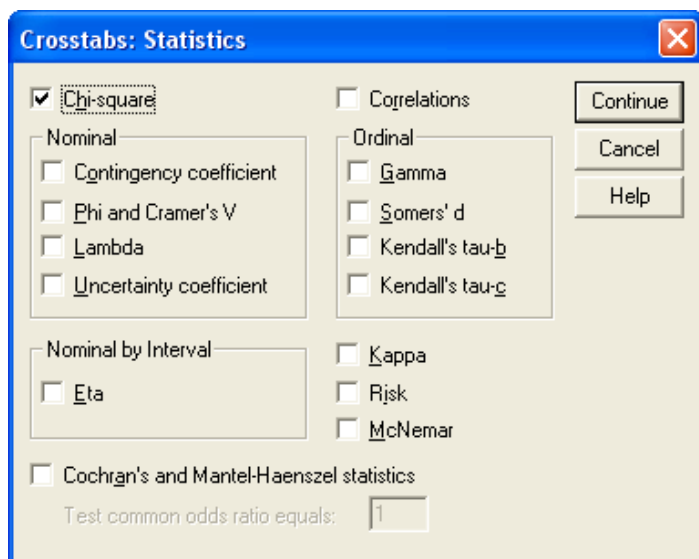 Crosstabs: Statistics
Chi-square
Correlations
Continue
Cancel
Help
Nominal
Contingency coefficient
Phi and Cramer's V
Lambda
Uncertainty coefficient
Ordinal
Gamma
Somers' d
Kendall's tau-b
Kendall's tau-c
Nominal by Interval
Eta
Kappa
Risk
McNemar
Cochran's and Mantel-Haenszel statistics
Test common odds ratio equals: 1